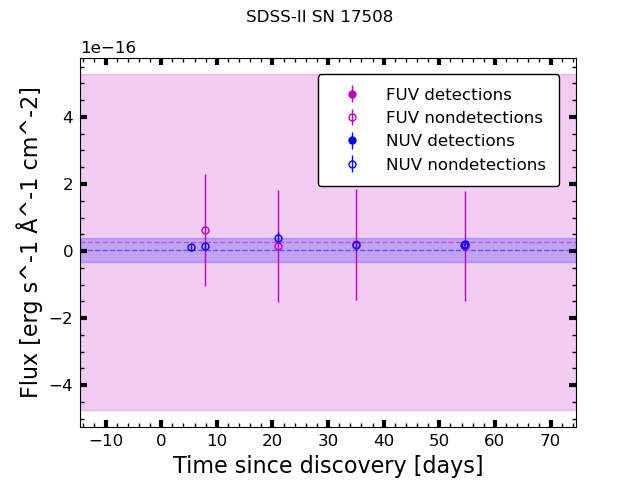 SDSS-II SN 17508
1e−16
FUV detections
FUV nondetections
NUV detections
NUV nondetections
4
2
0
−2
−4
Flux [erg s^-1 Å^-1 cm^-2]
−10 0 10 20 30 40 50 60 70
Time since discovery [days]